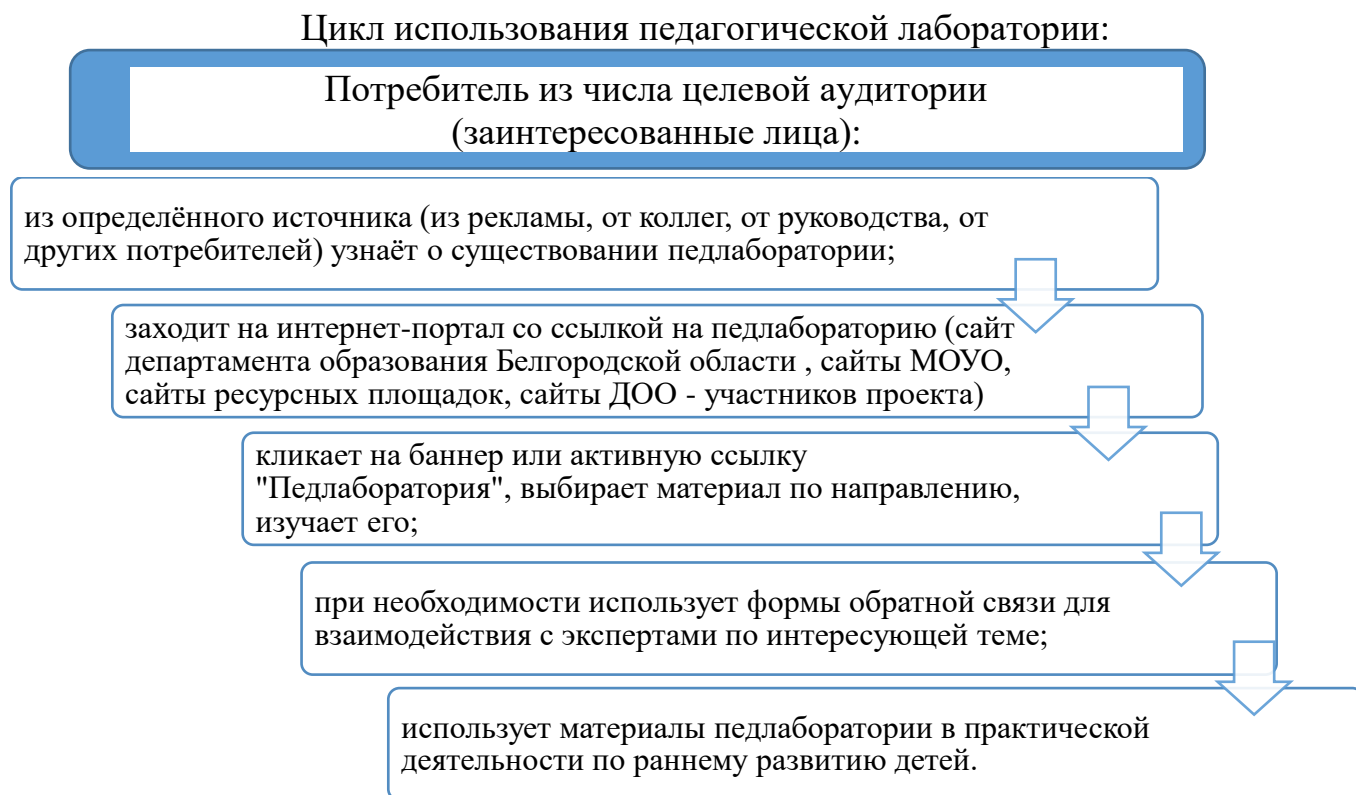 Цикл использования педагогической лаборатории:
Потребитель из числа целевой аудитории
(заинтересованные лица):
из определённого источника (из рекламы, от коллег, от руководства, от
других потребителей) узнаёт о существовании педлаборатории;
заходит на интернет-портал со ссылкой на педлабораторию (сайт
департамента образования Белгородской области , сайты МОУО,
сайты ресурсных площадок, сайты ДОО - участников проекта)
кликает на баннер или активную ссылку
"Педлаборатория", выбирает материал по направлению,
изучает его;
при необходимости использует формы обратной связи для
взаимодействия с экспертами по интересующей теме;
использует материалы педлаборатории в практической
деятельности по раннему развитию детей.